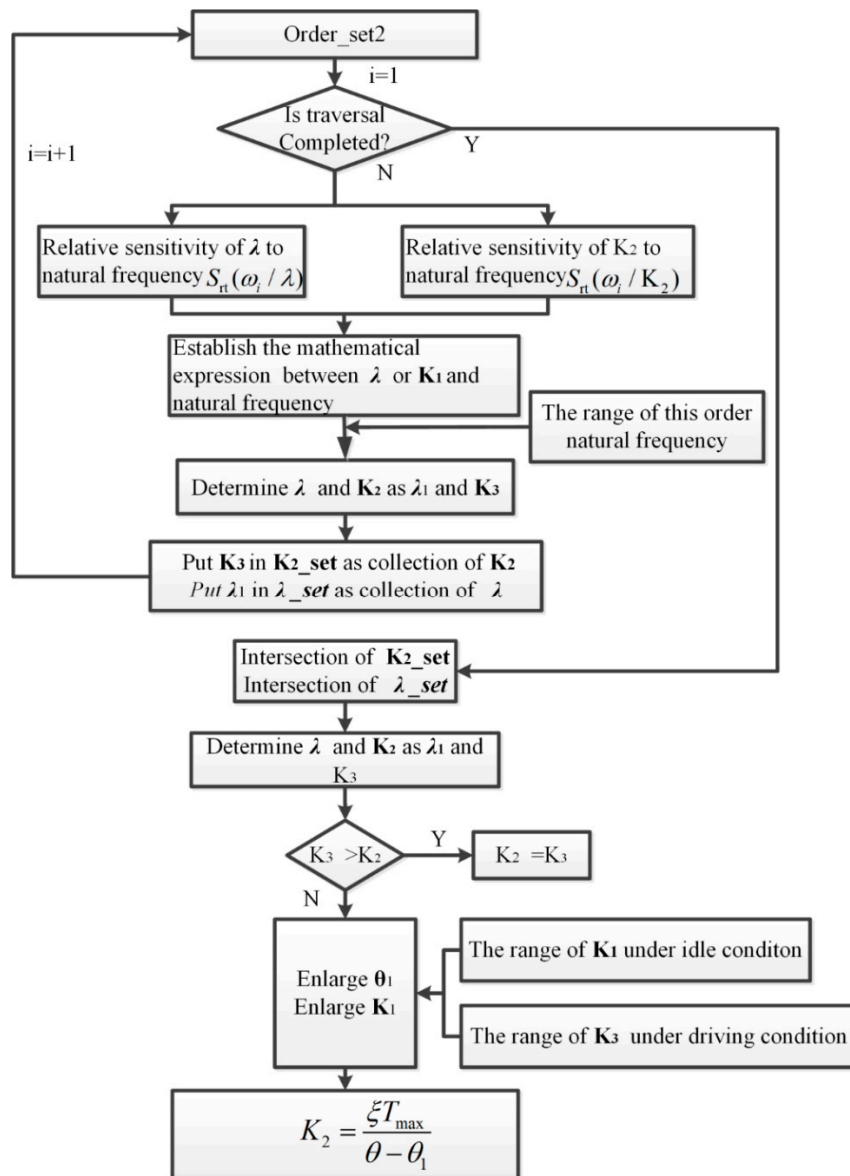 Order_set2
i=1
Is traversal
Completed?
Y
i=i+1
N
Relative sensitivity of λ to
natural frequency S_rt(ω_i / λ)
Relative sensitivity of K₂ to
natural frequency S_rt(ω_i / K₂)
Establish the mathematical
expression between λ or K₁ and
natural frequency
The range of this order
natural frequency
Determine λ and K₂ as λ₁ and K₃
Put K₃ in K₂_set as collection of K₂
Put λ₁ in λ_set as collection of λ
Intersection of K₂_set
Intersection of λ_set
Determine λ and K₂ as λ₁ and
K₃
K₃ >K₂
Y
K₂ =K₃
N
Enlarge θ₁
Enlarge K₁
The range of K₁ under idle conditon
The range of K₃ under driving condition
K₂ = ξT_max / (θ − θ₁)